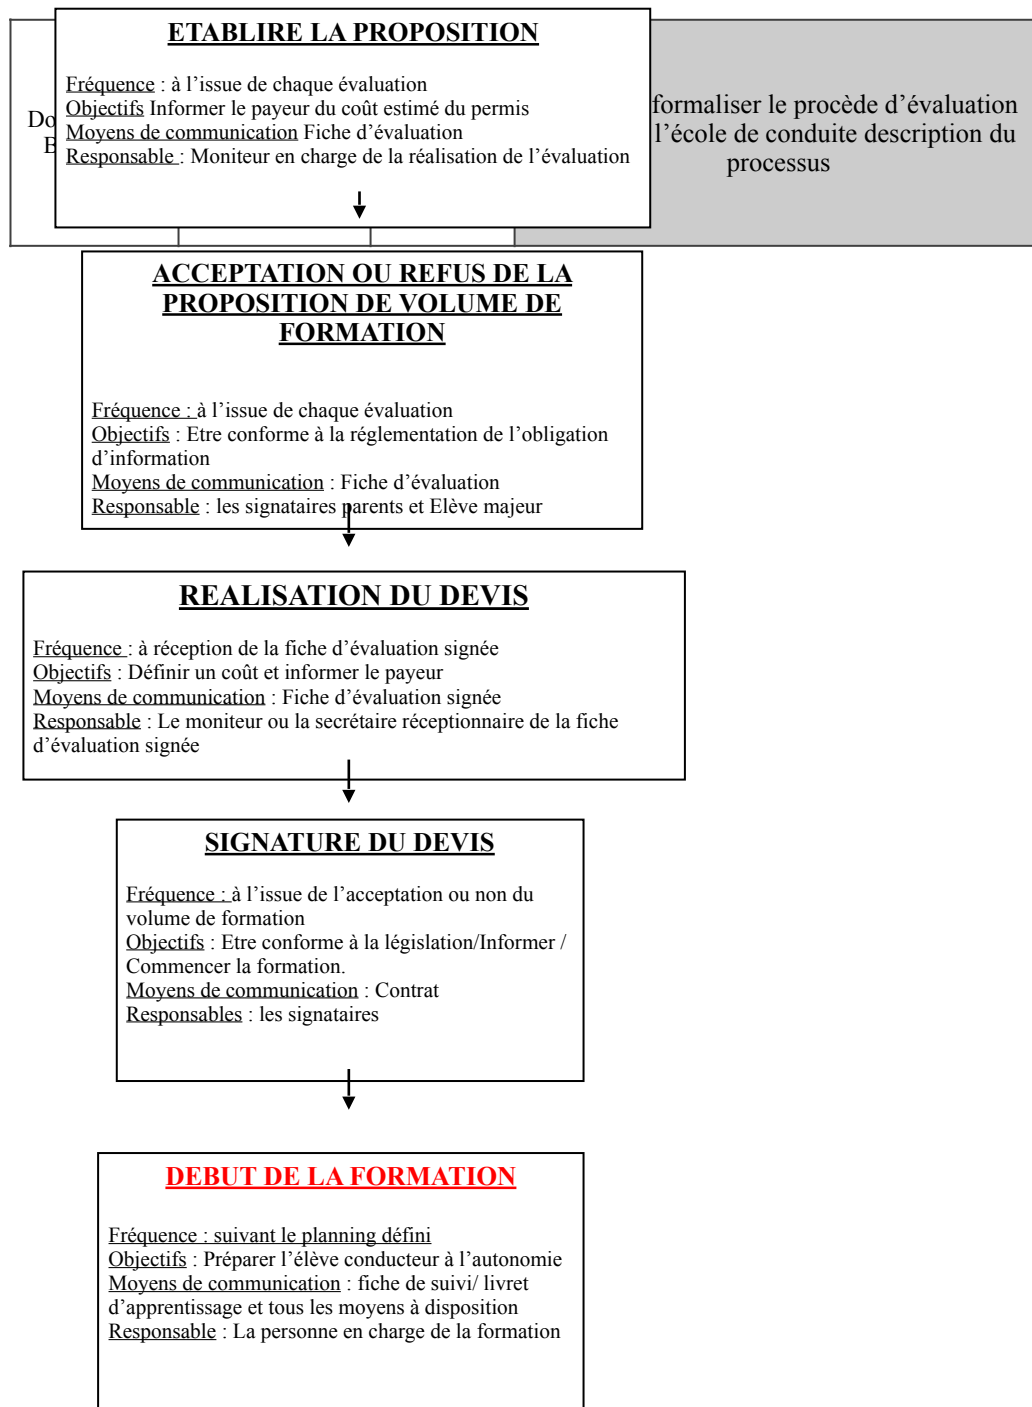 ETABLIRE LA PROPOSITION
Fréquence : à l’issue de chaque évaluation
Objectifs Informer le payeur du coût estimé du permis
Moyens de communication Fiche d’évaluation
Responsable : Moniteur en charge de la réalisation de l’évaluation
formaliser le procède d’évaluation
l’école de conduite description du
processus
ACCEPTATION OU REFUS DE LA
PROPOSITION DE VOLUME DE
FORMATION
Fréquence : à l’issue de chaque évaluation
Objectifs : Etre conforme à la réglementation de l’obligation
d’information
Moyens de communication : Fiche d’évaluation
Responsable : les signataires parents et Elève majeur
REALISATION DU DEVIS
Fréquence : à réception de la fiche d’évaluation signée
Objectifs : Définir un coût et informer le payeur
Moyens de communication : Fiche d’évaluation signée
Responsable : Le moniteur ou la secrétaire réceptionnaire de la fiche
d’évaluation signée
SIGNATURE DU DEVIS
Fréquence : à l’issue de l’acceptation ou non du
volume de formation
Objectifs : Etre conforme à la législation/Informer /
Commencer la formation.
Moyens de communication : Contrat
Responsables : les signataires
DEBUT DE LA FORMATION
Fréquence : suivant le planning défini
Objectifs : Préparer l’élève conducteur à l’autonomie
Moyens de communication : fiche de suivi/ livret
d’apprentissage et tous les moyens à disposition
Responsable : La personne en charge de la formation